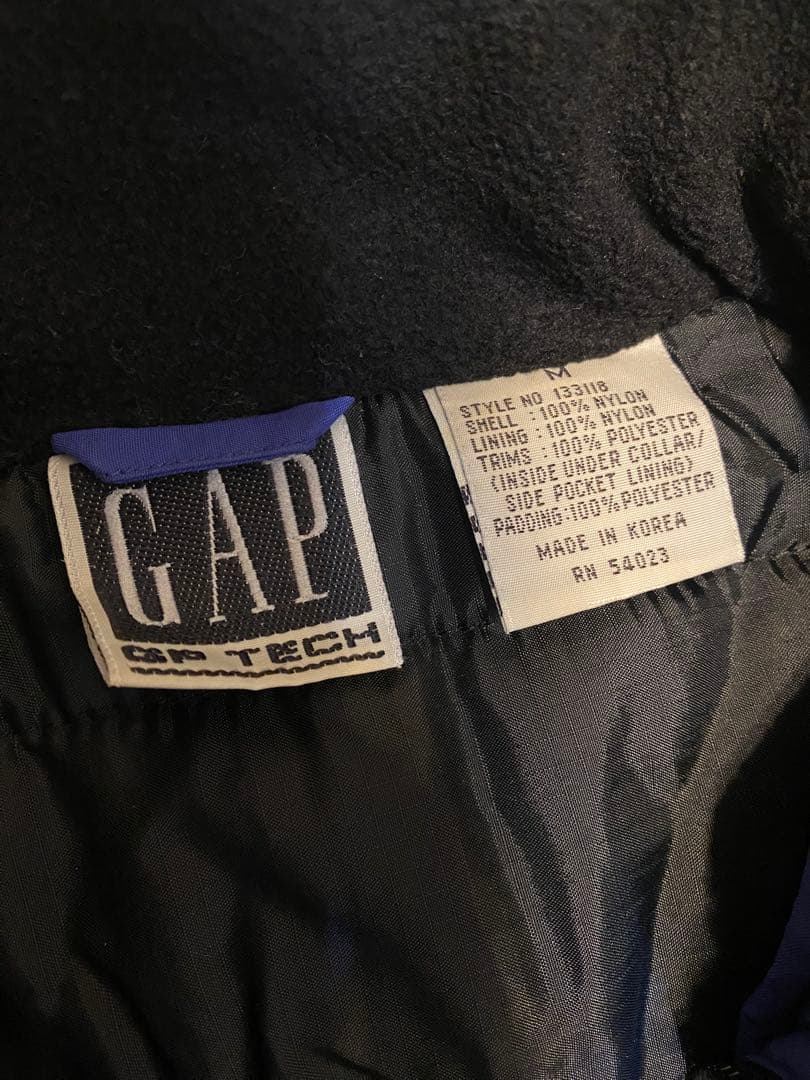 GAP
GP TECH
M
STYLE NO 133118
SHELL :100% NYLON
LINING :100% NYLON
TRIMS :100% POLYESTER
(INSIDE UNDER COLLAR/
SIDE POCKET LINING)
PADDING:100%POLYESTER
MADE IN KOREA
RN 54023